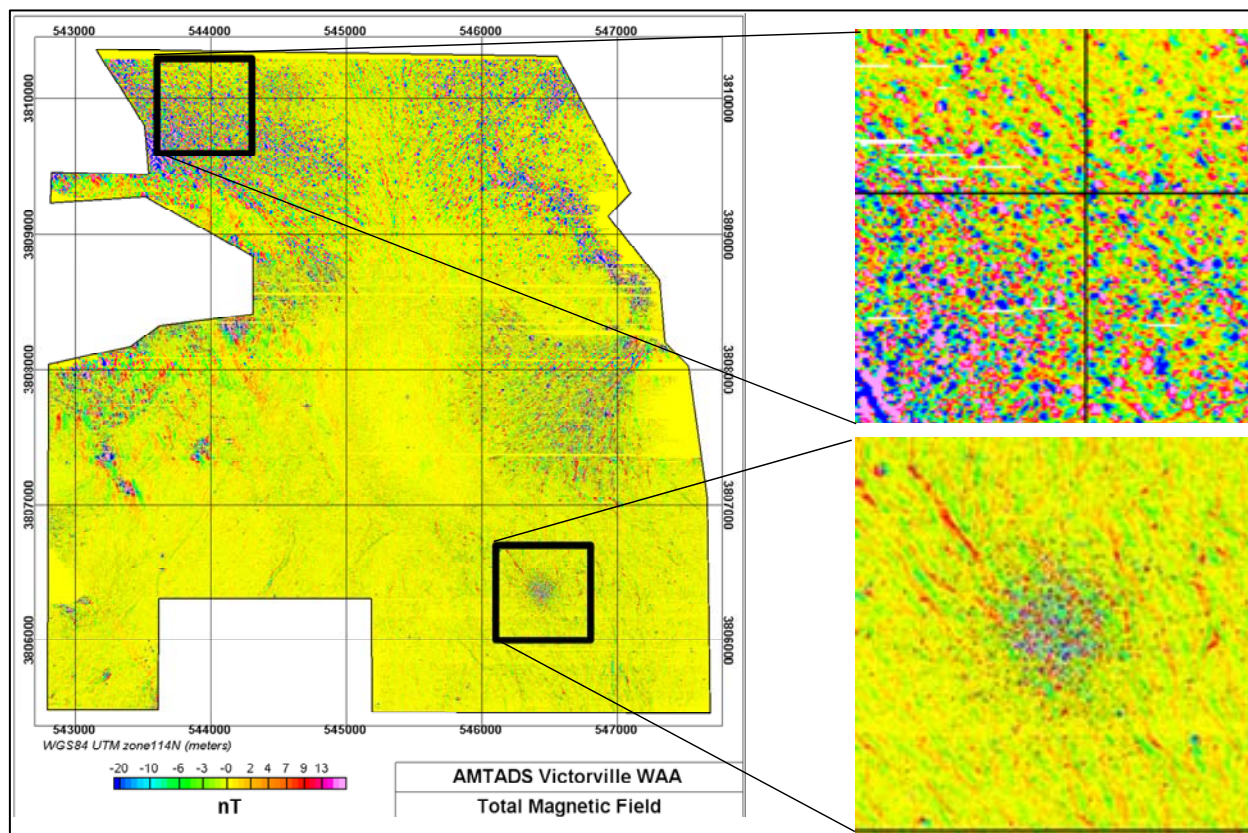 543000 544000 545000 546000 547000
3810000 3810000
3809000 3809000
3808000 3808000
3807000 3807000
3806000 3806000
543000 544000 545000 546000 547000
WGS84 UTM zone114N (meters)
-20 -10 -6 -3 -0 2 4 7 9 13
nT
AMTADS Victorville WAA
Total Magnetic Field